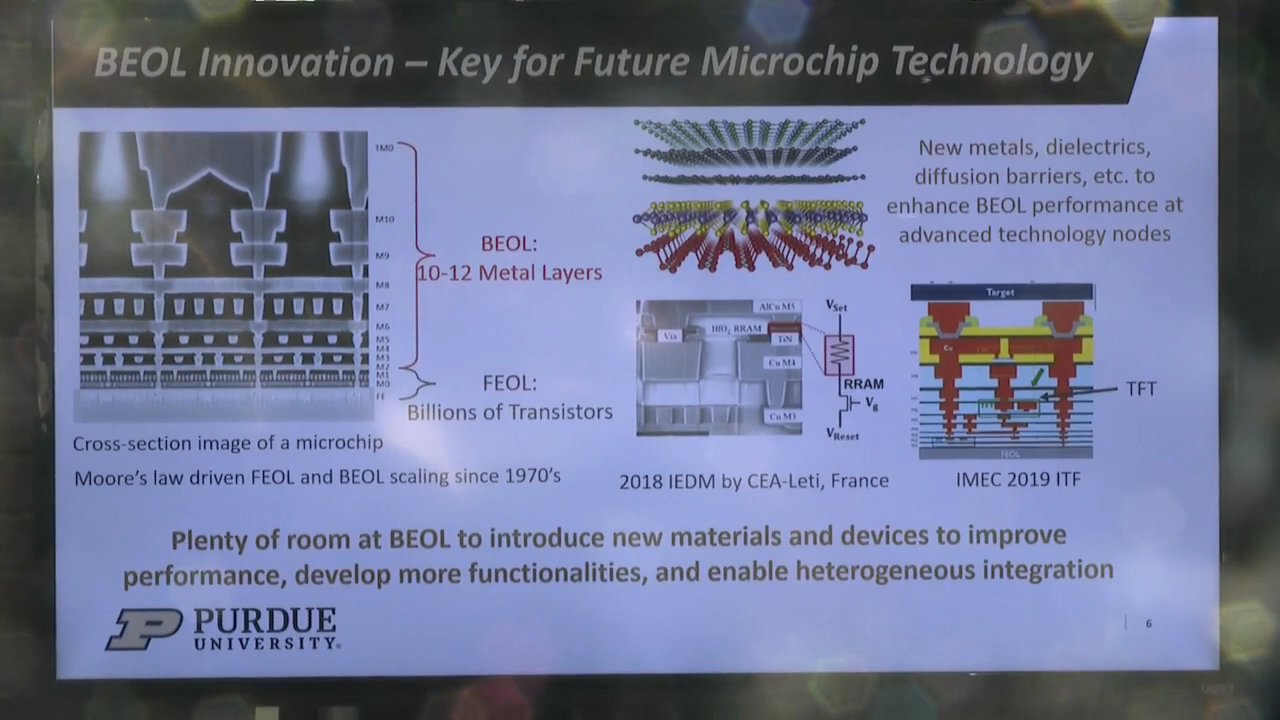 BEOL Innovation – Key for Future Microchip Technology
TM0
M10
M9
M8
M7
M6
M5
M4
M3
M2
M1
M0
FE
BEOL:
10-12 Metal Layers
FEOL:
Billions of Transistors
Cross-section image of a microchip
Moore's law driven FEOL and BEOL scaling since 1970's
New metals, dielectrics,
diffusion barriers, etc. to
enhance BEOL performance at
advanced technology nodes
AlCu M5
Via
HfO2 RRAM
TiN
Cu M4
Cu M3
VSet
RRAM
Vg
VReset
2018 IEDM by CEA-Leti, France
Target
Cu
TFT
FEOL
IMEC 2019 ITF
Plenty of room at BEOL to introduce new materials and devices to improve
performance, develop more functionalities, and enable heterogeneous integration
P PURDUE
UNIVERSITY®
6